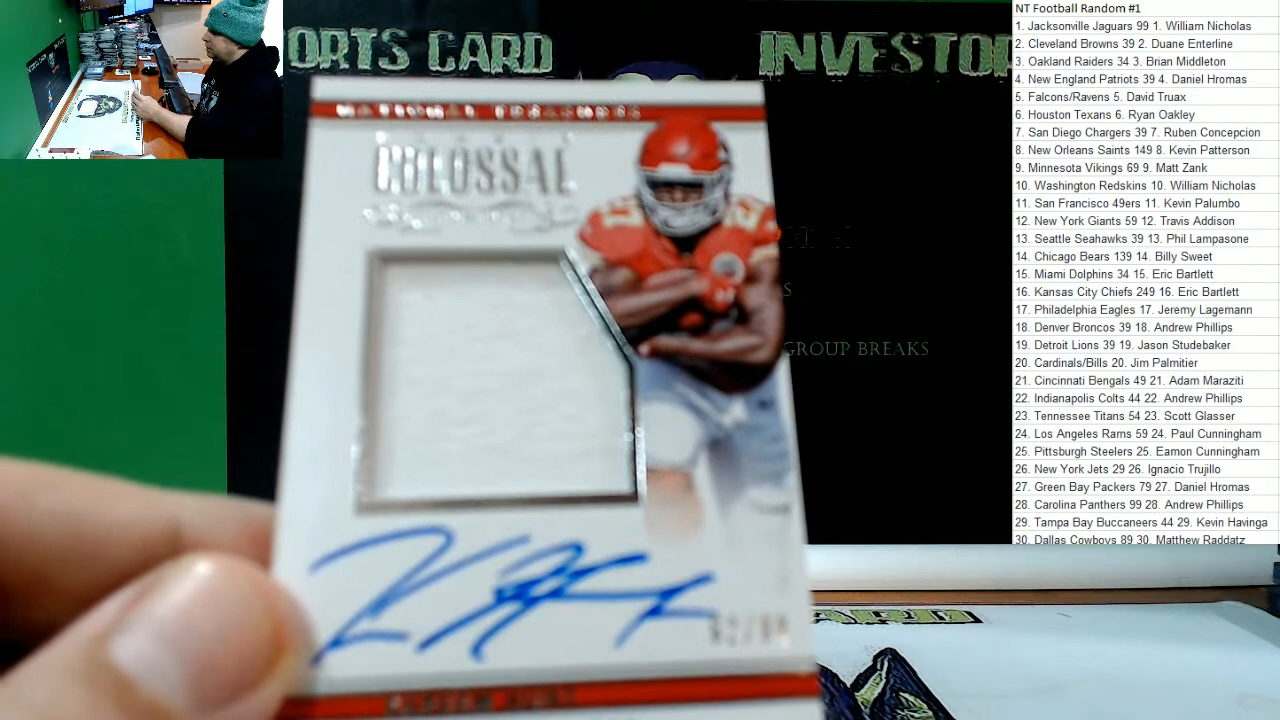 ORTS CARD INVESTOR
NATIONAL TREASURES
COLOSSAL
GROUP BREAKS
ARD
NT Football Random #1
1. Jacksonville Jaguars 99 1. William Nicholas
2. Cleveland Browns 39 2. Duane Enterline
3. Oakland Raiders 34 3. Brian Middleton
4. New England Patriots 39 4. Daniel Hromas
5. Falcons/Ravens 5. David Truax
6. Houston Texans 6. Ryan Oakley
7. San Diego Chargers 39 7. Ruben Concepcion
8. New Orleans Saints 149 8. Kevin Patterson
9. Minnesota Vikings 69 9. Matt Zank
10. Washington Redskins 10. William Nicholas
11. San Francisco 49ers 11. Kevin Palumbo
12. New York Giants 59 12. Travis Addison
13. Seattle Seahawks 39 13. Phil Lampasone
14. Chicago Bears 139 14. Billy Sweet
15. Miami Dolphins 34 15. Eric Bartlett
16. Kansas City Chiefs 249 16. Eric Bartlett
17. Philadelphia Eagles 17. Jeremy Lagemann
18. Denver Broncos 39 18. Andrew Phillips
19. Detroit Lions 39 19. Jason Studebaker
20. Cardinals/Bills 20. Jim Palmitier
21. Cincinnati Bengals 49 21. Adam Maraziti
22. Indianapolis Colts 44 22. Andrew Phillips
23. Tennessee Titans 54 23. Scott Glasser
24. Los Angeles Rams 59 24. Paul Cunningham
25. Pittsburgh Steelers 25. Eamon Cunningham
26. New York Jets 29 26. Ignacio Trujillo
27. Green Bay Packers 79 27. Daniel Hromas
28. Carolina Panthers 99 28. Andrew Phillips
29. Tampa Bay Buccaneers 44 29. Kevin Havinga
30. Dallas Cowboys 89 30. Matthew Raddatz